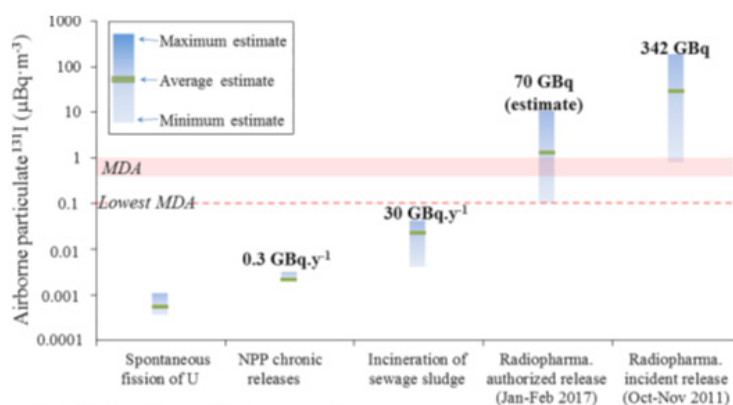 1000
100
10
1
0.1
0.01
0.001
0.0001
Airborne particulate ¹³¹I (µBq·m⁻³)
Maximum estimate
Average estimate
Minimum estimate
MDA
Lowest MDA
0.3 GBq.y⁻¹
30 GBq.y⁻¹
70 GBq
(estimate)
342 GBq
Spontaneous
fission of U
NPP chronic
releases
Incineration of
sewage sludge
Radiopharma.
authorized release
(Jan-Feb 2017)
Radiopharma.
incident release
(Oct-Nov 2011)